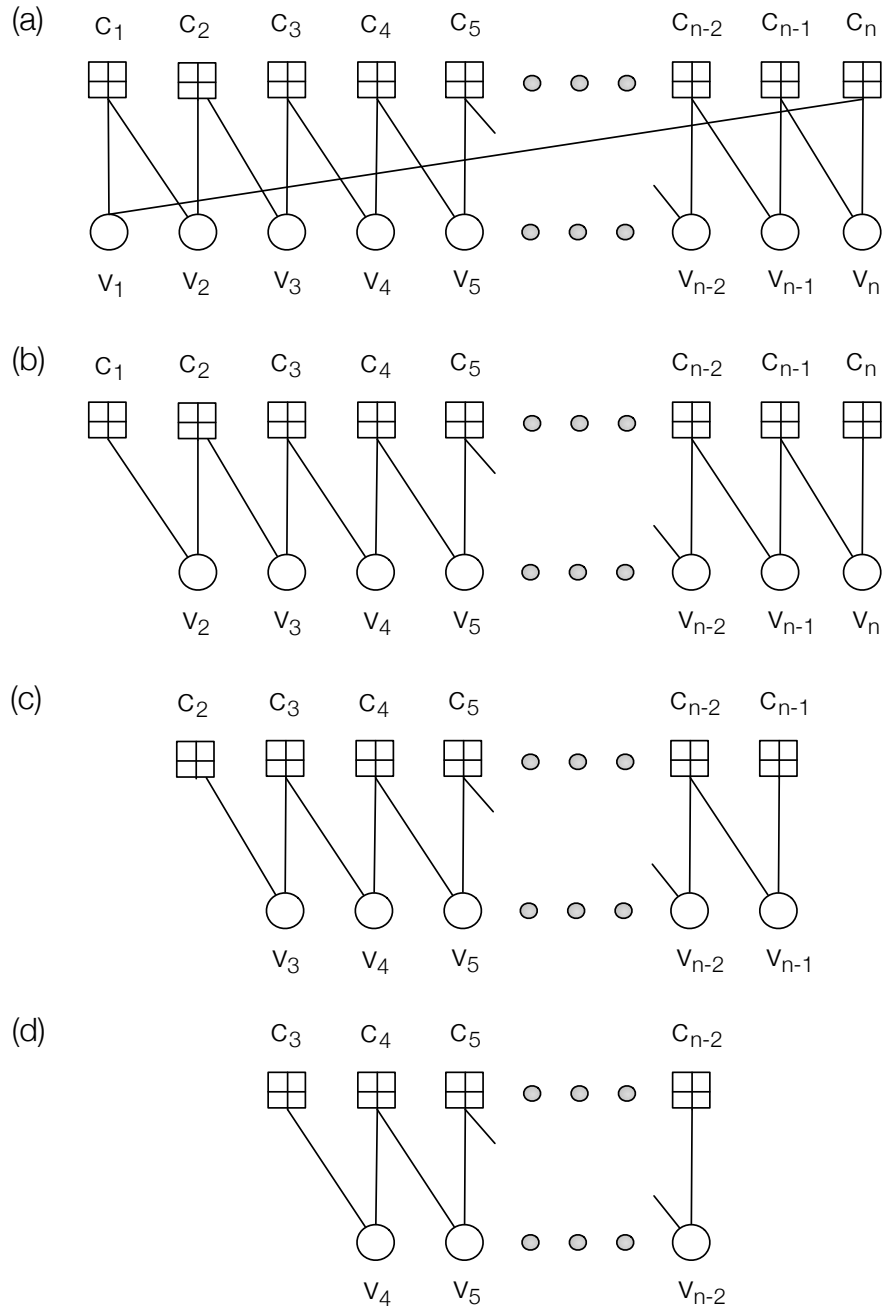 (a) C1 C2 C3 C4 C5 Cn-2 Cn-1 Cn
V1 V2 V3 V4 V5 Vn-2 Vn-1 Vn
(b) C1 C2 C3 C4 C5 Cn-2 Cn-1 Cn
V2 V3 V4 V5 Vn-2 Vn-1 Vn
(c) C2 C3 C4 C5 Cn-2 Cn-1
V3 V4 V5 Vn-2 Vn-1
(d) C3 C4 C5 Cn-2
V4 V5 Vn-2